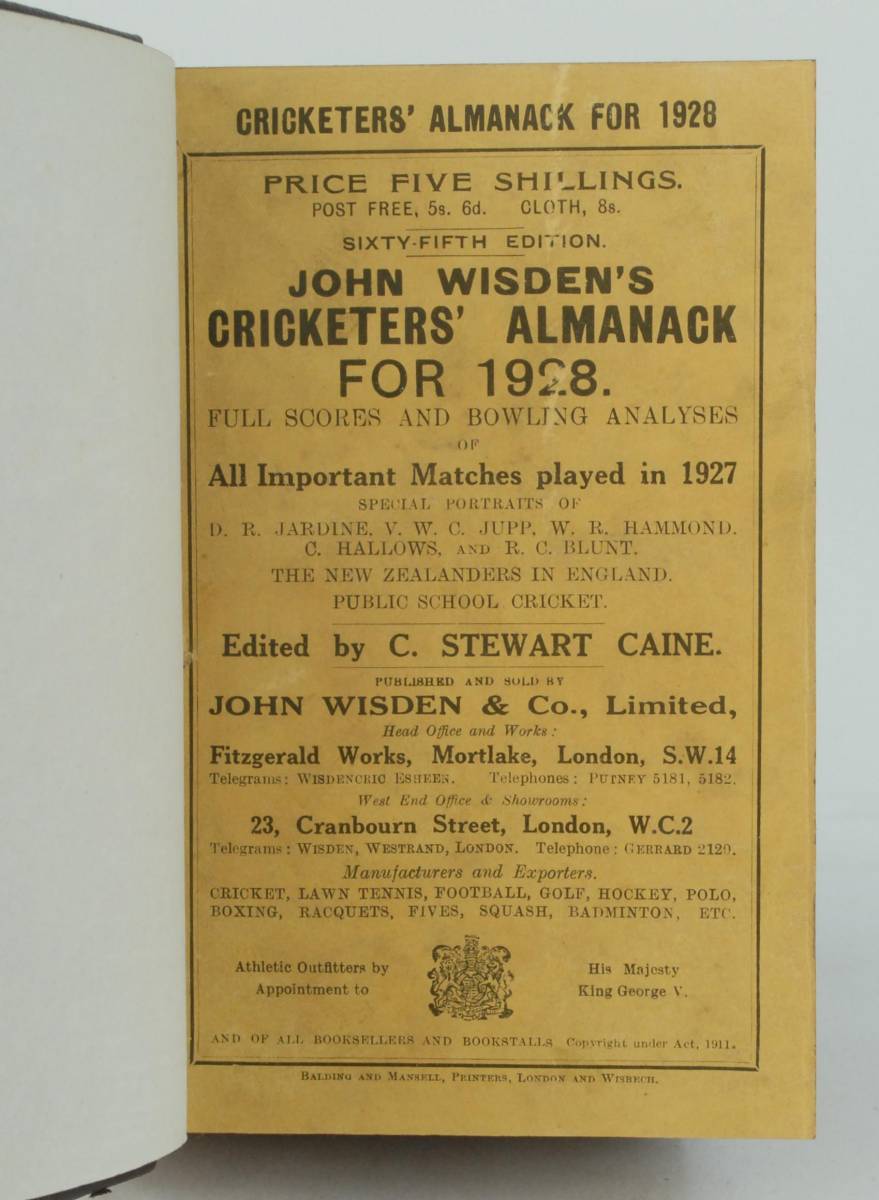 CRICKETERS' ALMANACK FOR 1928
PRICE FIVE SHILLINGS.
POST FREE, 5s. 6d. CLOTH, 8s.
SIXTY-FIFTH EDITION.
JOHN WISDEN'S
CRICKETERS' ALMANACK
FOR 1928.
FULL SCORES AND BOWLING ANALYSES
OF
All Important Matches played in 1927
SPECIAL PORTRAITS OF
D. R. JARDINE, V. W. C. JUPP, W. R. HAMMOND,
C. HALLOWS, AND R. C. BLUNT.
THE NEW ZEALANDERS IN ENGLAND.
PUBLIC SCHOOL CRICKET.
Edited by C. STEWART CAINE.
PUBLISHED AND SOLD BY
JOHN WISDEN & Co., Limited,
Head Office and Works:
Fitzgerald Works, Mortlake, London, S.W.14
Telegrams: WISDENCRIC ESHEEN. Telephones: PUTNEY 5181, 5182.
West End Office & Showrooms:
23, Cranbourn Street, London, W.C.2
Telegrams: WISDEN, WESTRAND, LONDON. Telephone: GERRARD 2120.
Manufacturers and Exporters.
CRICKET, LAWN TENNIS, FOOTBALL, GOLF, HOCKEY, POLO,
BOXING, RACQUETS, FIVES, SQUASH, BADMINTON, ETC.
Athletic Outfitters by
Appointment to
His Majesty
King George V.
AND OF ALL BOOKSELLERS AND BOOKSTALLS Copyright under Act, 1911.
BALDING AND MANSELL, PRINTERS, LONDON AND WISBECH.